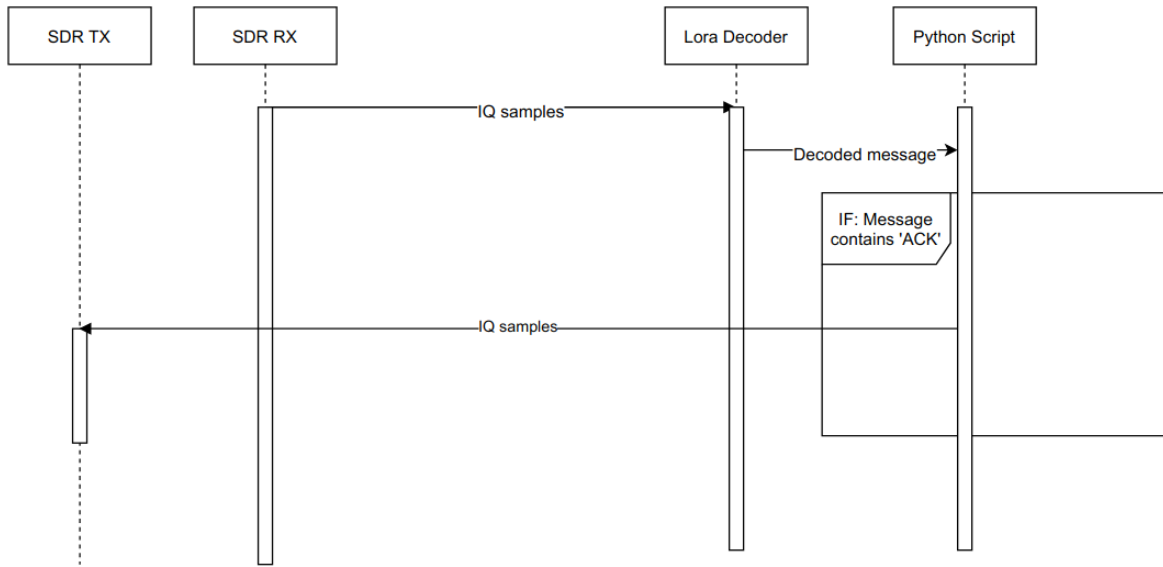 SDR TX
SDR RX
Lora Decoder
Python Script
IQ samples
Decoded message
IF: Message
contains 'ACK'
IQ samples